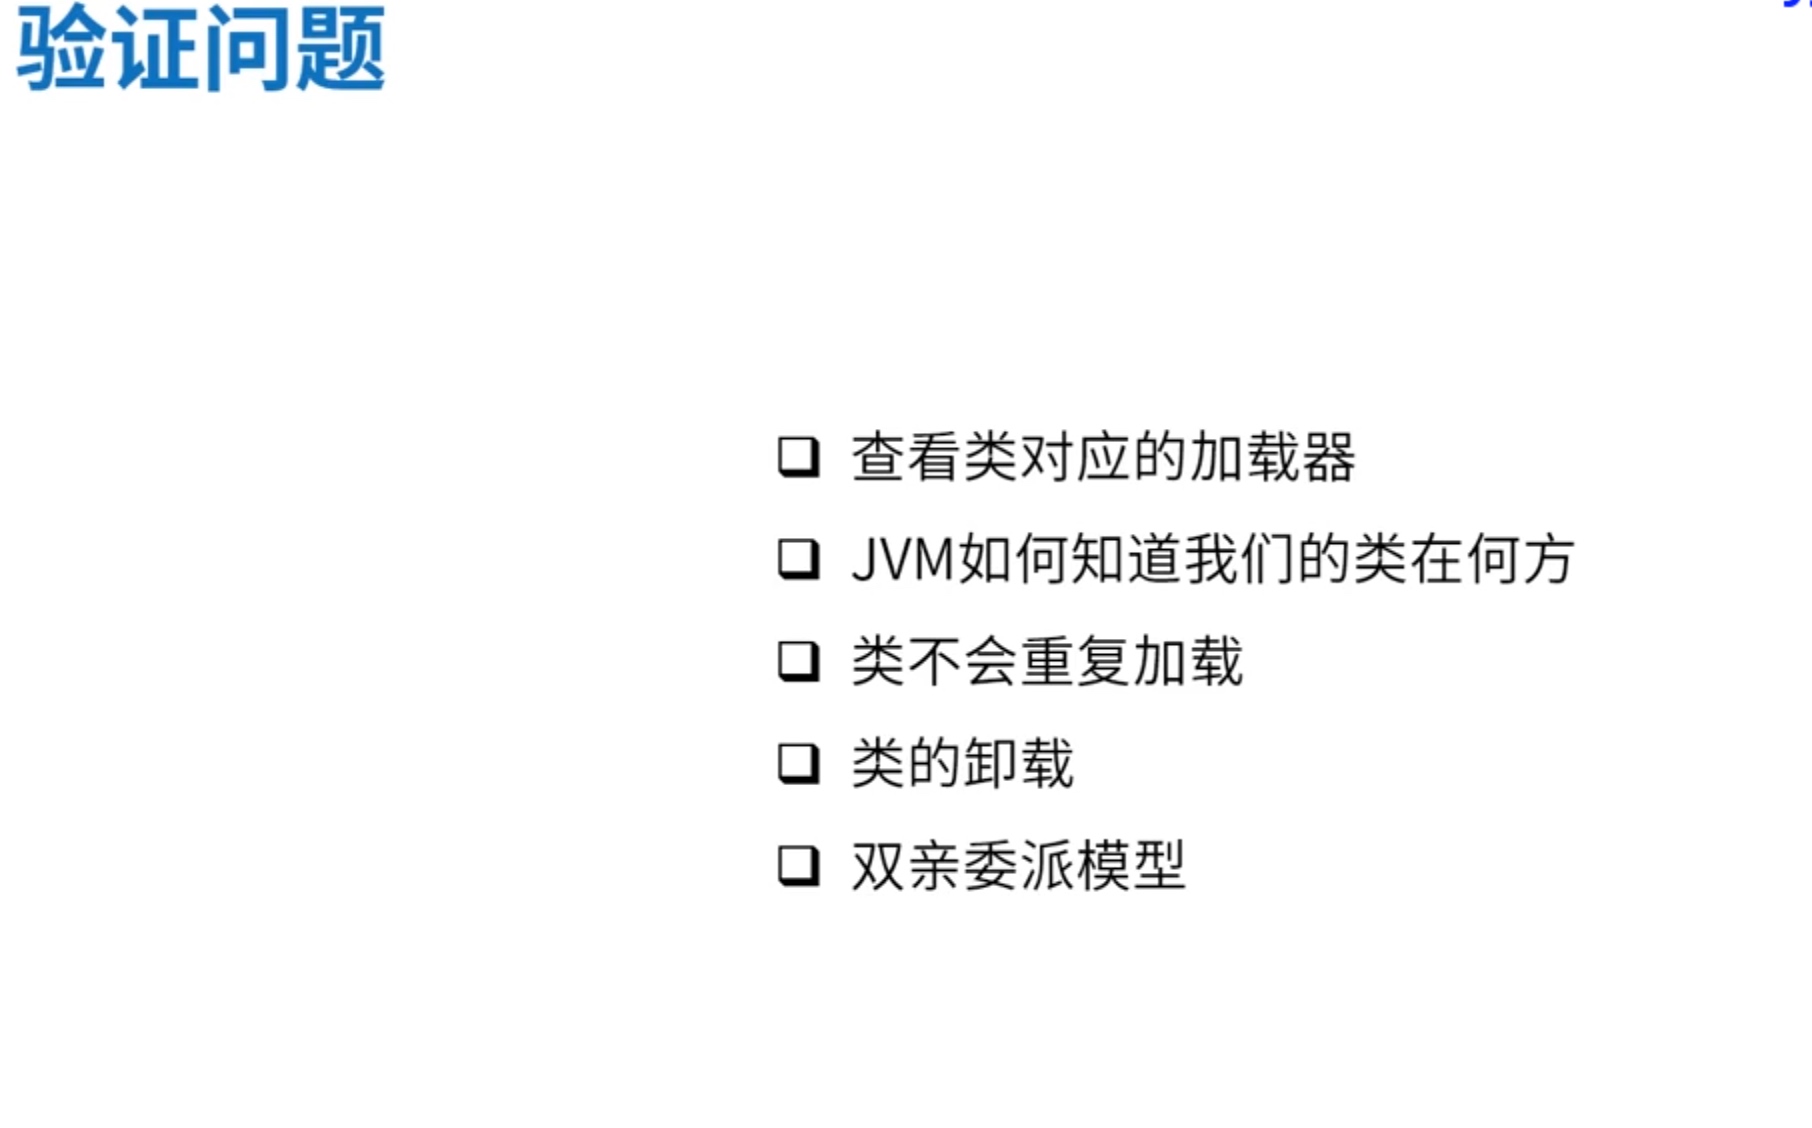 验证问题
查看类对应的加载器
JVM如何知道我们的类在何方
类不会重复加载
类的卸载
双亲委派模型